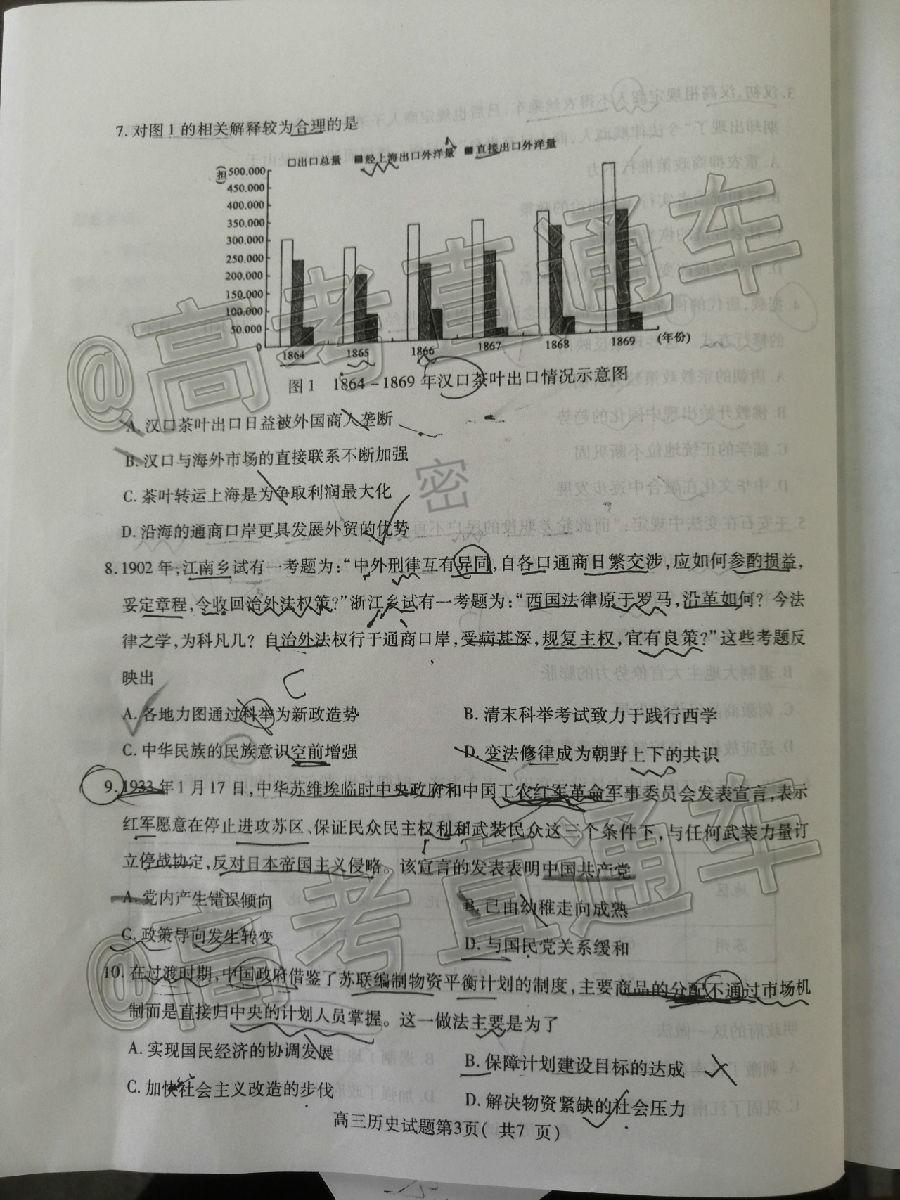 7. 对图1的相关解释较为合理的是
□出口总量 ■经上海出口外洋量 ■直接出口外洋量
(担)
500,000
450,000
400,000
350,000
300,000
250,000
200,000
150,000
100,000
50,000
0
1864 1865 1866 1867 1868 1869 (年份)
图1 1864-1869年汉口茶叶出口情况示意图
A. 汉口茶叶出口日益被外国商人垄断
B. 汉口与海外市场的直接联系不断加强
C. 茶叶转运上海是为争取利润最大化
D. 沿海的通商口岸更具发展外贸的优势
密
8. 1902年,江南乡试有一考题为:“中外刑律互有异同,自各口通商日繁交涉,应如何参酌损益,
妥定章程,令收回治外法权策?”浙江乡试有一考题为:“西国法律原于罗马,沿革如何?今法
律之学,为科凡几?自治外法权行于通商口岸,受病甚深,规复主权,宜有良策?”这些考题反
映出
C
A. 各地力图通过科举为新政造势 B. 清末科举考试致力于践行西学
C. 中华民族的民族意识空前增强 D. 变法修律成为朝野上下的共识
9. 1933年1月17日,中华苏维埃临时中央政府和中国工农红军革命军事委员会发表宣言,表示
红军愿意在停止进攻苏区、保证民众民主权利和武装民众这一个条件下,与任何武装力量订
立停战协定,反对日本帝国主义侵略。该宣言的发表表明中国共产党
A. 党内产生错误倾向 B. 已由幼稚走向成熟
C. 政策导向发生转变 D. 与国民党关系缓和
10. 在过渡时期,中国政府借鉴了苏联编制物资平衡计划的制度,主要商品的分配不通过市场机
制而是直接归中央的计划人员掌握。这一做法主要是为了
A. 实现国民经济的协调发展 B. 保障计划建设目标的达成
C. 加快社会主义改造的步伐 D. 解决物资紧缺的社会压力
高三历史试题第3页( 共7 页)
@高考直通车
@高考直通车